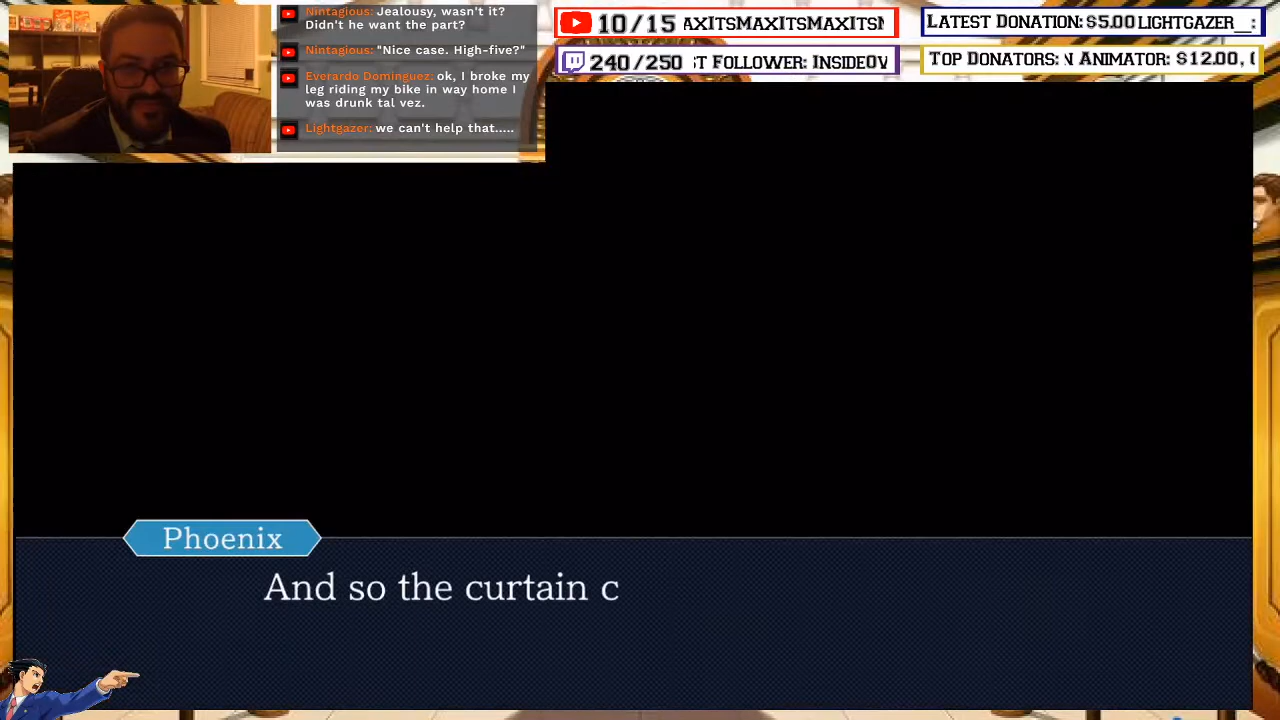 Nintagious: Jealousy, wasn't it?
Didn't he want the part?
Nintagious: "Nice case. High-five?"
Everardo Dominguez: ok, I broke my
leg riding my bike in way home I
was drunk tal vez.
Lightgazer: we can't help that.....
10/15 AXITSMAXITSMAXITSM
240/250 ST FOLLOWER: INSIDEOV
LATEST DONATION: $5.00 LIGHTGAZER_:
TOP DONATORS: N ANIMATOR: $12.00, (
Phoenix
And so the curtain c